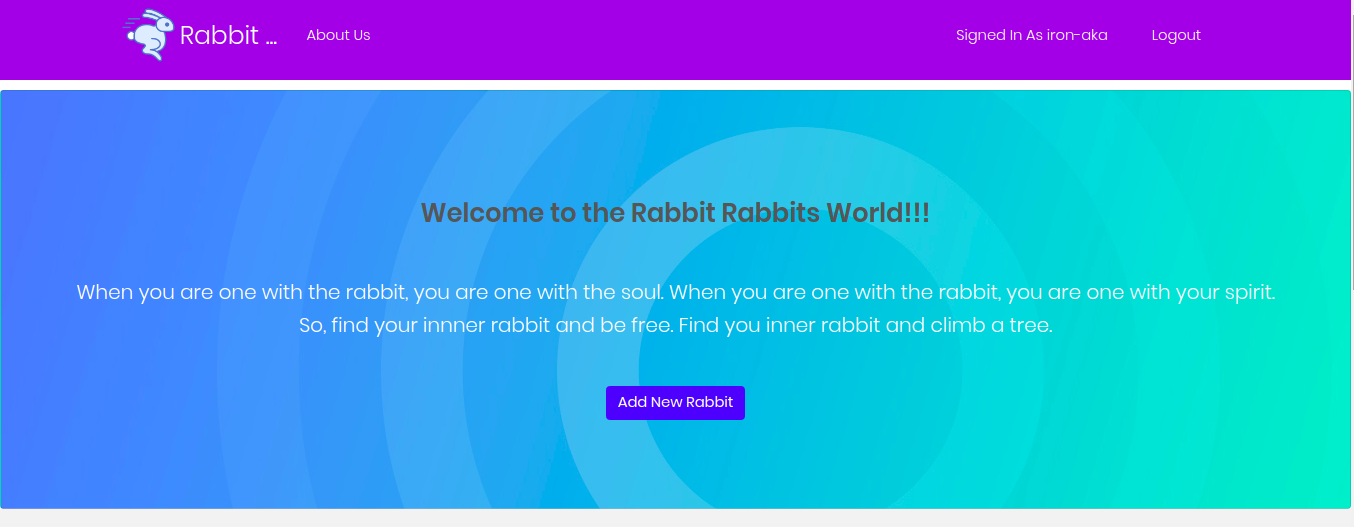 Rabbit ...
About Us
Signed In As iron-aka
Logout
Welcome to the Rabbit Rabbits World!!!
When you are one with the rabbit, you are one with the soul. When you are one with the rabbit, you are one with your spirit.
So, find your innner rabbit and be free. Find you inner rabbit and climb a tree.
Add New Rabbit